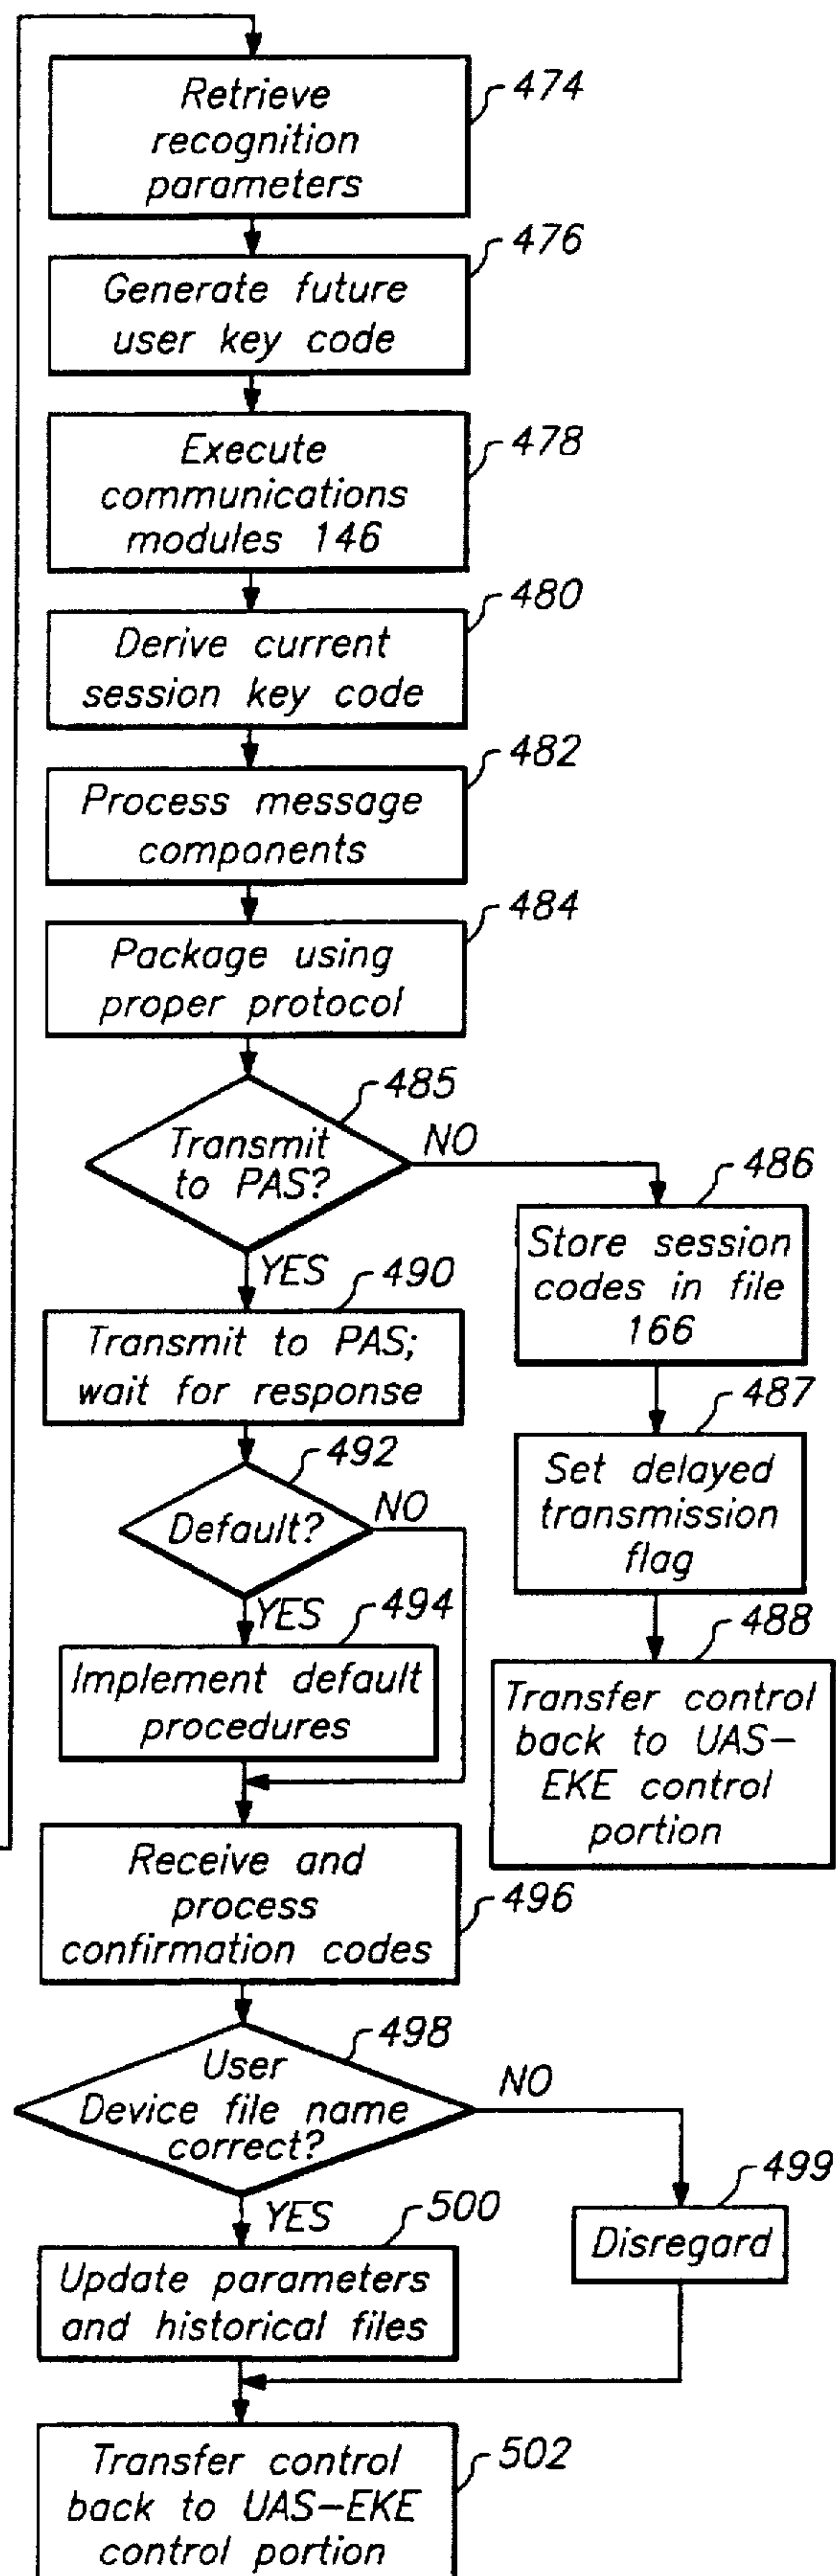 Retrieve
recognition
parameters
474
Generate future
user key code
476
Execute
communications
modules 146
478
Derive current
session key code
480
Process message
components
482
Package using
proper protocol
484
Transmit
to PAS?
485
NO
YES
Store session
codes in file
166
486
Set delayed
transmission
flag
487
Transfer control
back to UAS-
EKE control
portion
488
Transmit to PAS;
wait for response
490
Default?
492
NO
YES
Implement default
procedures
494
Receive and
process
confirmation codes
496
User
Device file name
correct?
498
NO
YES
Disregard
499
Update parameters
and historical files
500
Transfer control
back to UAS-EKE
control portion
502